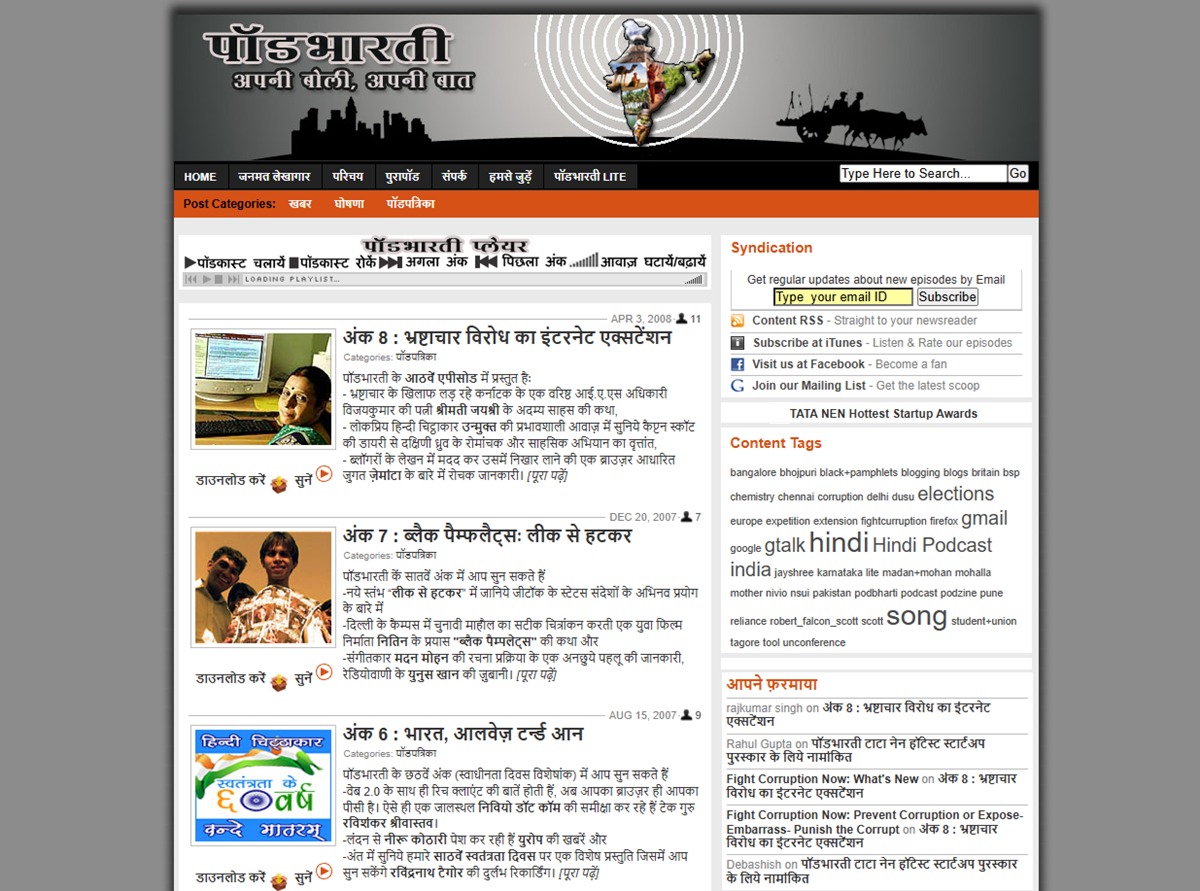 पॉडभारती
अपनी बोली, अपनी बात
HOME जनमत लेखागार परिचय पुरापॉड संपर्क हमसे जुड़ें पॉडभारती LITE
Type Here to Search... Go
Post Categories: खबर घोषणा पॉडपत्रिका
पॉडभारती प्लेयर
पॉडकास्ट चलायें पॉडकास्ट रोकें अगला अंक पिछला अंक आवाज़ घटायें/बढ़ायें
LOADING PLAYLIST...
APR 3, 2008 11
अंक 8 : भ्रष्टाचार विरोध का इंटरनेट एक्सटेंशन
Categories: पॉडपत्रिका
पॉडभारती के आठवें एपीसोड में प्रस्तुत है:
- भ्रष्टाचार के खिलाफ लड़ रहे कर्नाटक के एक वरिष्ठ आई.ए.एस अधिकारी
विजयकुमार की पत्नी श्रीमती जयश्री के अदम्य साहस की कथा,
- लोकप्रिय हिन्दी चिट्ठाकार उन्मुक्त की प्रभावशाली आवाज़ में सुनिये कैप्टन स्कॉट
की डायरी से दक्षिणी ध्रुव के रोमांचक और साहसिक अभियान का वृत्तांत,
- ब्लॉगरों के लेखन में मदद कर उसमें निखार लाने की एक ब्राउज़र आधारित
जुगत ज़ेमांटा के बारे में रोचक जानकारी। (पूरा पढ़ें)
डाउनलोड करें सुनें
DEC 20, 2007 7
अंक 7 : ब्लैक पैम्फलैट्सः लीक से हटकर
Categories: पॉडपत्रिका
पॉडभारती कें सातवें अंक में आप सुन सकते हैं
-नये स्तंभ "लीक से हटकर" में जानिये जीटॉक के स्टेटस संदेशों के अभिनव प्रयोग
के बारे में
-दिल्ली के कैम्पस में चुनावी माहौल का सटीक चित्रांकन करती एक युवा फिल्म
निर्माता नितिन के प्रयास "ब्लैक पैम्पलेट्स" की कथा और
-संगीतकार मदन मोहन की रचना प्रक्रिया के एक अनछुये पहलू की जानकारी,
रेडियोवाणी के युनुस खान की ज़ुबानी। (पूरा पढ़ें)
डाउनलोड करें सुनें
AUG 15, 2007 9
अंक 6 : भारत, आलवेज़ टर्न्ड आन
Categories: पॉडपत्रिका
हिन्दी चिट्ठाकार
स्वतंत्रता के
६० वर्ष
वन्दे मातरम्
पॉडभारती के छठवें अंक (स्वाधीनता दिवस विशेषांक) में आप सुन सकते हैं
-वेब 2.0 के साथ ही रिच क्लाएंट की बातें होती हैं, अब आपका ब्राउज़र ही आपका
पीसी है। ऐसे ही एक जालस्थल निवियो डॉट कॉम की समीक्षा कर रहे हैं टेक गुरु
रविशंकर श्रीवास्तव।
-लंदन से नीरू कोठारी पेश कर रही हैं युरोप की खबरें और
-अंत में सुनिये हमारे साठवें स्वतंत्रता दिवस पर एक विशेष प्रस्तुति जिसमें आप
सुन सकेंगे रविंद्रनाथ टैगोर की दुर्लभ रिकार्डिंग। (पूरा पढ़ें)
डाउनलोड करें सुनें
Syndication
Get regular updates about new episodes by Email
Type your email ID Subscribe
Content RSS - Straight to your newsreader
Subscribe at iTunes - Listen & Rate our episodes
Visit us at Facebook - Become a fan
Join our Mailing List - Get the latest scoop
TATA NEN Hottest Startup Awards
Content Tags
bangalore bhojpuri black+pamphlets blogging blogs britain bsp
chemistry chennai corruption delhi dusu elections
europe expetition extension fightcurruption firefox gmail
google gtalk hindi Hindi Podcast
india jayshree karnataka lite madan+mohan mohalla
mother nivio nsui pakistan podbharti podcast podzine pune
reliance robert_falcon_scott scott song student+union
tagore tool unconference
आपने फ़रमाया
rajkumar singh on अंक 8 : भ्रष्टाचार विरोध का इंटरनेट
एक्सटेंशन
Rahul Gupta on पॉडभारती टाटा नेन हॉटेस्ट स्टार्टअप
पुरस्कार के लिये नामांकित
Fight Corruption Now: What's New on अंक 8 : भ्रष्टाचार
विरोध का इंटरनेट एक्सटेंशन
Fight Corruption Now: Prevent Corruption or Expose-
Embarrass- Punish the Corrupt on अंक 8 : भ्रष्टाचार
विरोध का इंटरनेट एक्सटेंशन
Debashish on पॉडभारती टाटा नेन हॉटेस्ट स्टार्टअप पुरस्कार
के लिये नामांकित